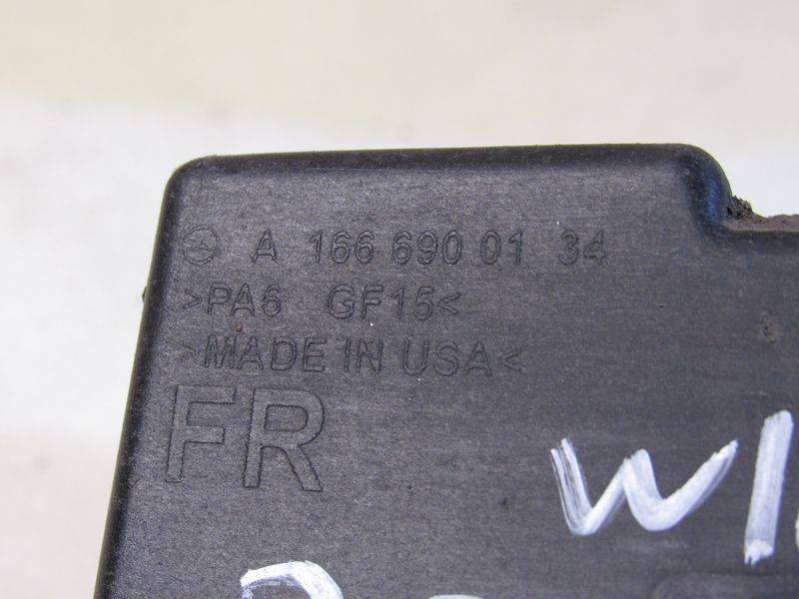 A 166 690 01 34
>PA6 GF15<
>MADE IN USA<
FR